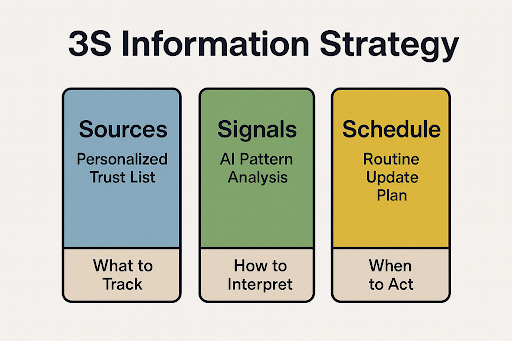 3S Information Strategy
Sources
Personalized
Trust List
What to
Track
Signals
AI Pattern
Analysis
How to
Interpret
Schedule
Routine
Update
Plan
When
to Act